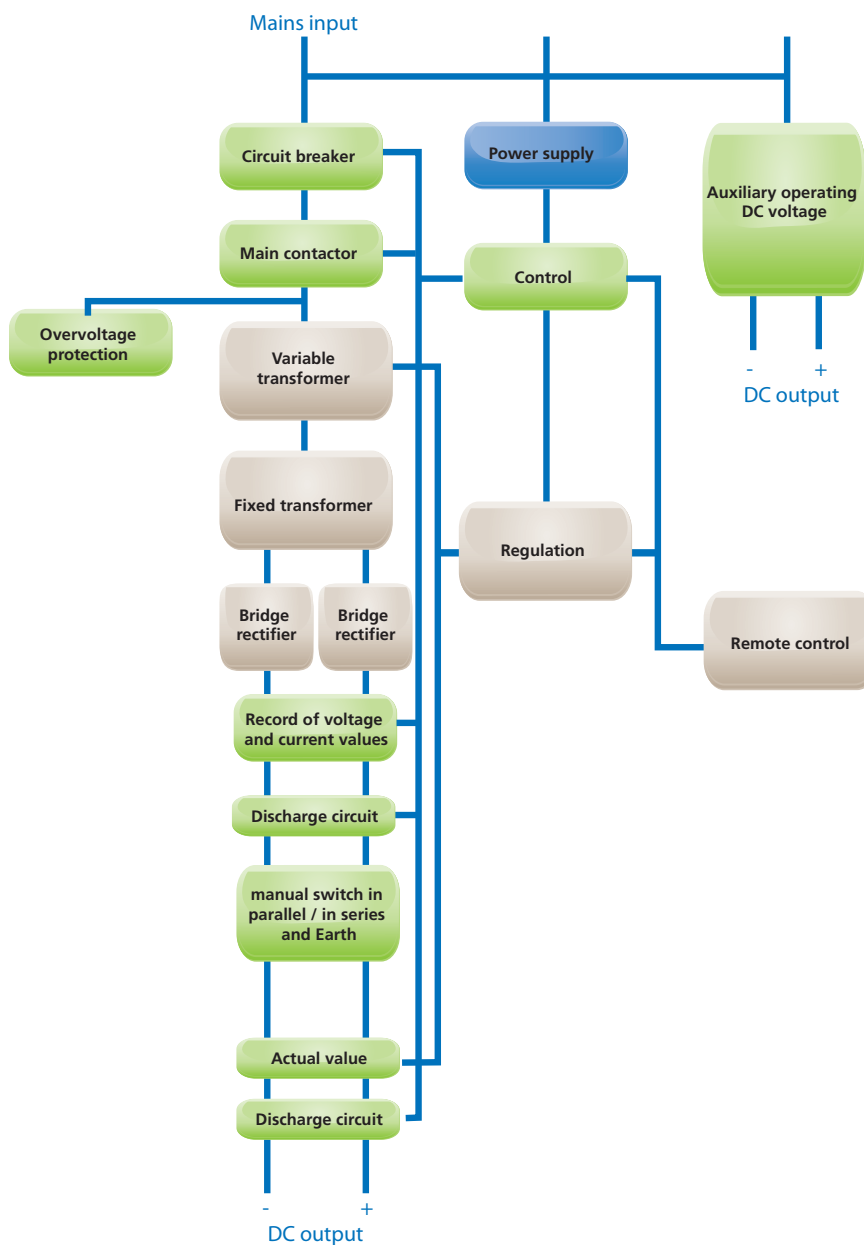 Mains input
Circuit breaker
Power supply
Auxiliary operating
DC voltage
Main contactor
Control
Overvoltage
protection
Variable
transformer
- +
DC output
Fixed transformer
Regulation
Bridge
rectifier
Bridge
rectifier
Remote control
Record of voltage
and current values
Discharge circuit
manual switch in
parallel / in series
and Earth
Actual value
Discharge circuit
- +
DC output